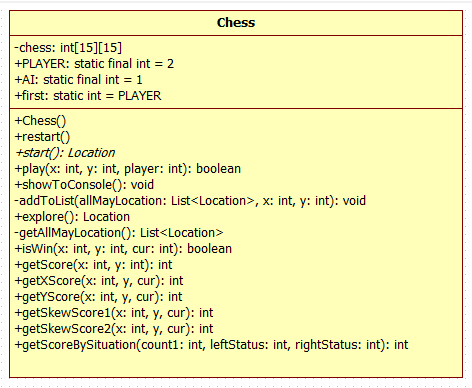 Chess
-chess: int[15][15]
+PLAYER: static final int = 2
+AI: static final int = 1
+first: static int = PLAYER
+Chess()
+restart()
+start(): Location
+play(x: int, y: int, player: int): boolean
+showToConsole(): void
-addToList(allMayLocation: List<Location>, x: int, y: int): void
+explore(): Location
-getAllMayLocation(): List<Location>
+isWin(x: int, y: int, cur: int): boolean
+getScore(x: int, y: int): int
+getXScore(x: int, y, cur): int
+getYScore(x: int, y, cur): int
+getSkewScore1(x: int, y, cur): int
+getSkewScore2(x: int, y, cur): int
+getScoreBySituation(count1: int, leftStatus: int, rightStatus: int): int